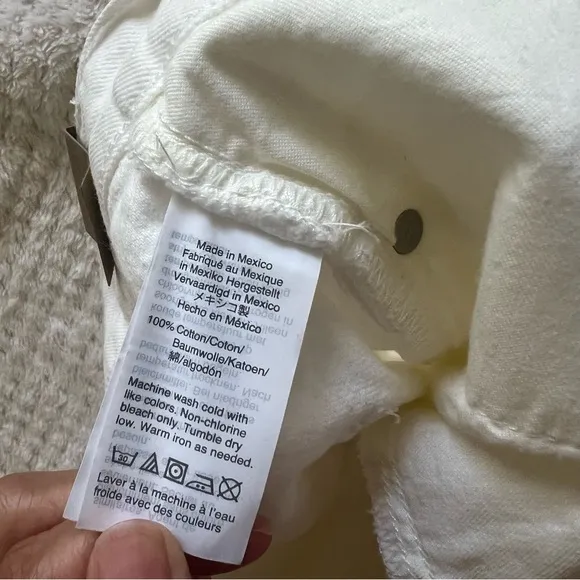 Made in Mexico
Fabriqué au Mexique
in Mexiko Hergestellt
Vervaardigd in Mexico
メキシコ製
Hecho en México
100% Cotton/Coton/
Baumwolle/Katoen/
綿/algodón
Machine wash cold with
like colors. Non-chlorine
bleach only. Tumble dry
low. Warm iron as needed.
30
Laver à la machine à l'eau
froide avec des couleurs